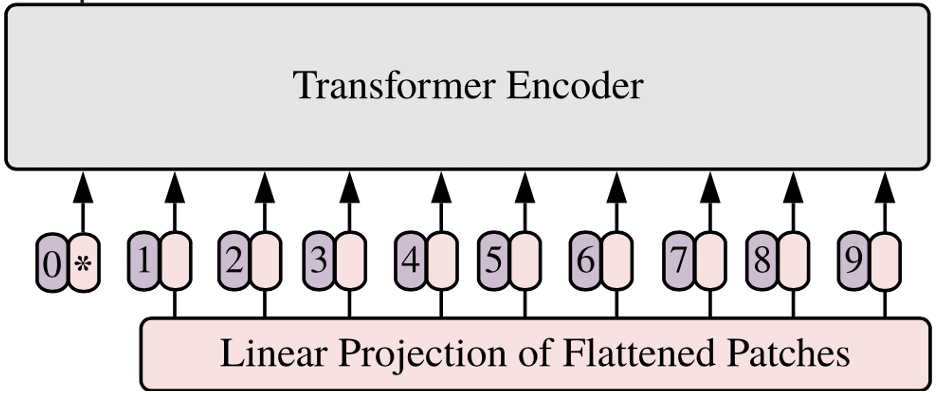 Transformer Encoder
0 * 1 2 3 4 5 6 7 8 9
Linear Projection of Flattened Patches